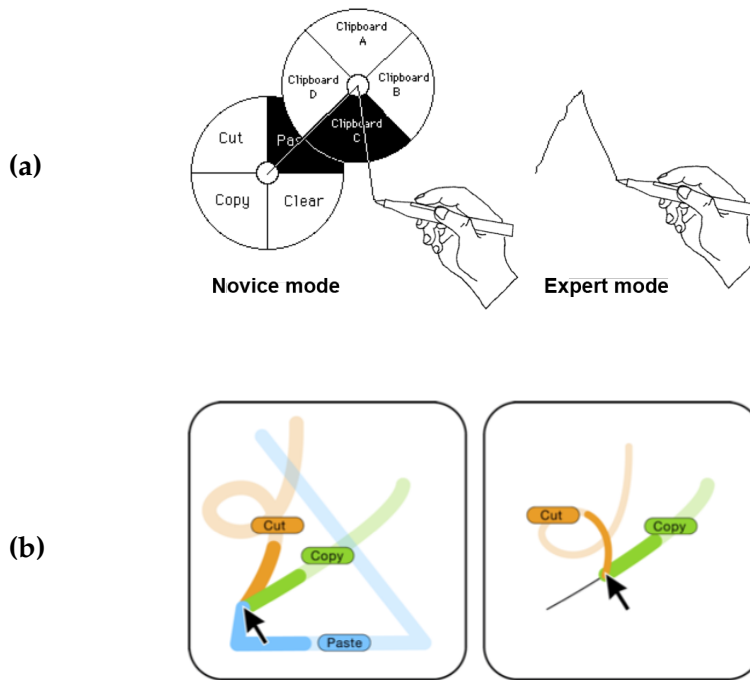 (a)
Clipboard
A
Clipboard
D
Clipboard
B
Clipboard
C
Cut
Pas
Copy
Clear
Novice mode
Expert mode
(b)
Cut
Copy
Paste
Cut
Copy